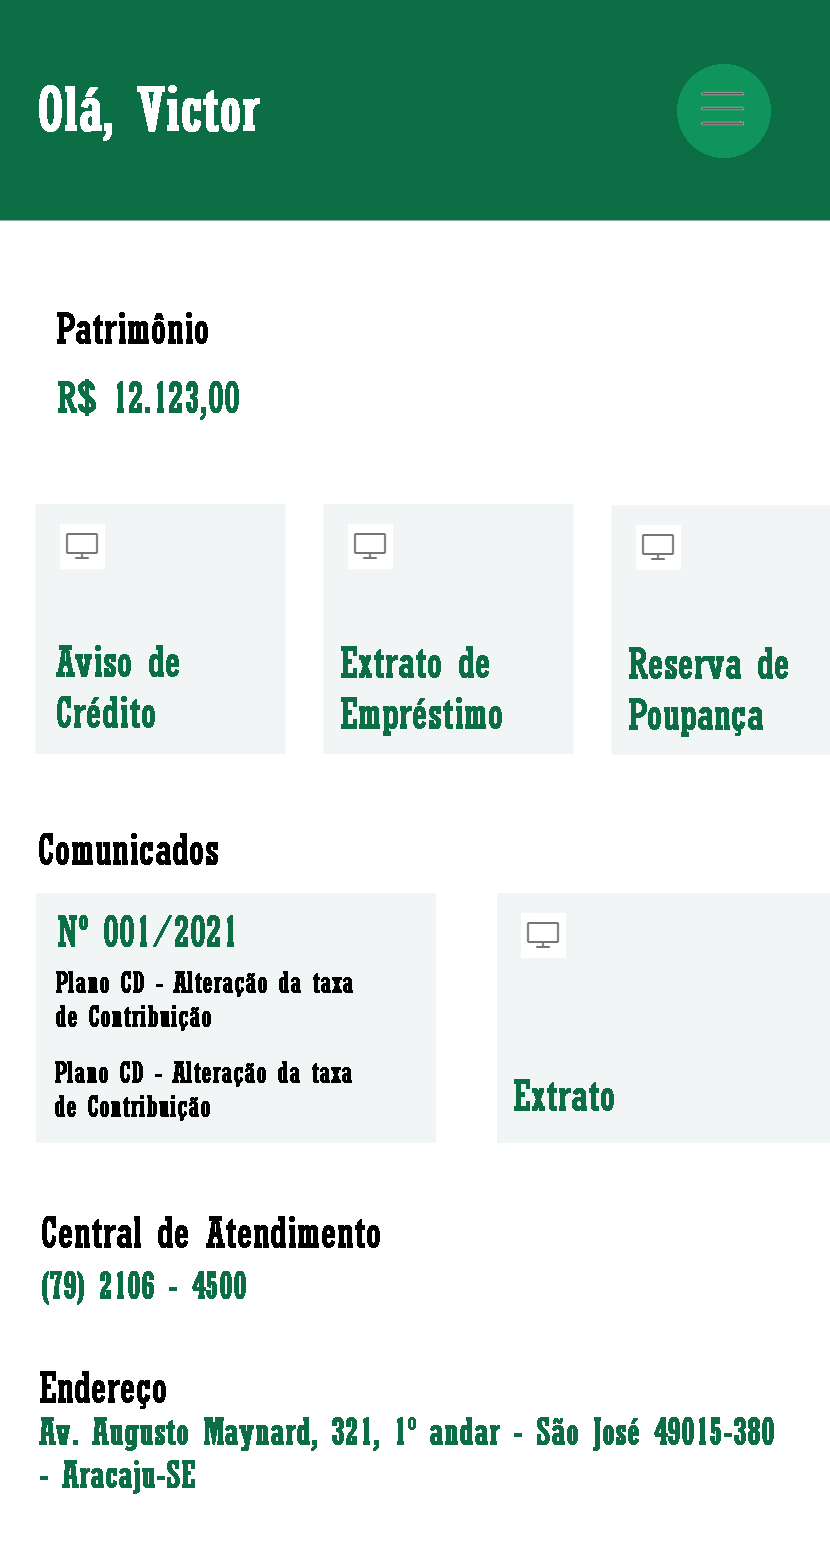 Olá, Victor
Patrimônio
R$ 12.123,00
Aviso de
Crédito
Extrato de
Empréstimo
Reserva de
Poupança
Comunicados
Nº 001/2021
Plano CD - Alteração da taxa
de Contribuição
Plano CD - Alteração da taxa
de Contribuição
Extrato
Central de Atendimento
(79) 2106 - 4500
Endereço
Av. Augusto Maynard, 321, 1º andar - São José 49015-380
- Aracaju-SE